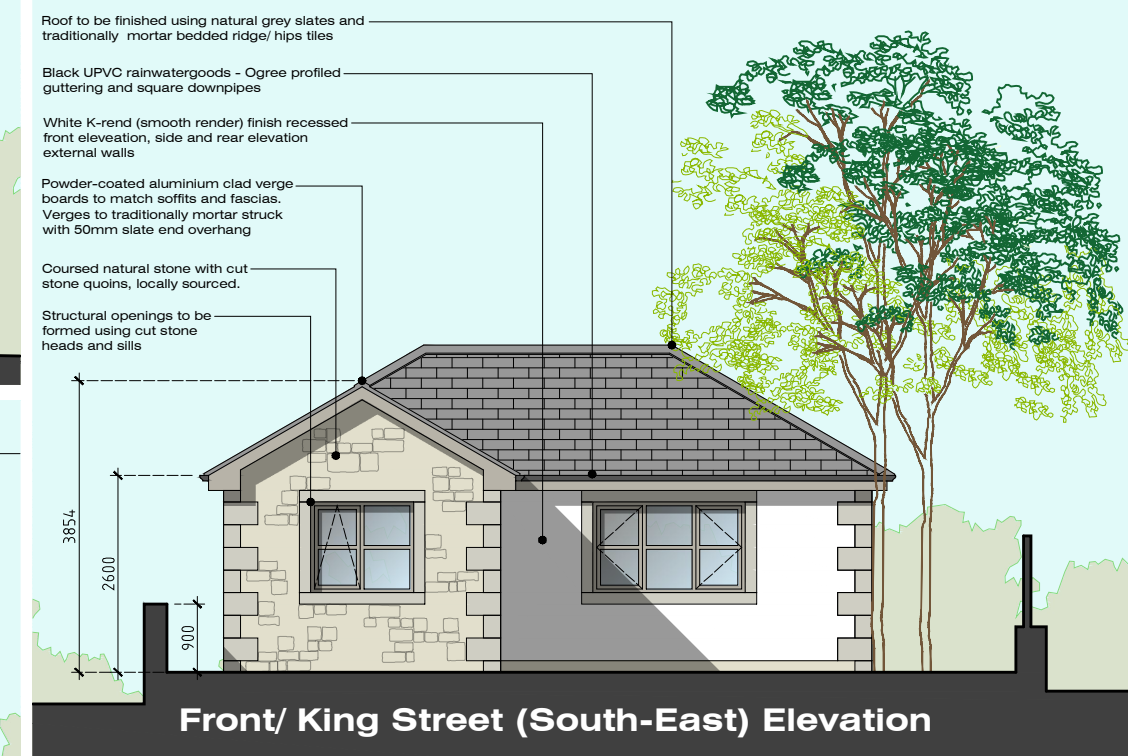 Roof to be finished using natural grey slates and
traditionally mortar bedded ridge/ hips tiles
Black UPVC rainwatergoods - Ogree profiled
guttering and square downpipes
White K-rend (smooth render) finish recessed
front eleveation, side and rear elevation
external walls
Powder-coated aluminium clad verge
boards to match soffits and fascias.
Verges to traditionally mortar struck
with 50mm slate end overhang
Coursed natural stone with cut
stone quoins, locally sourced.
Structural openings to be
formed using cut stone
heads and sills
3854
2600
900
Front/ King Street (South-East) Elevation